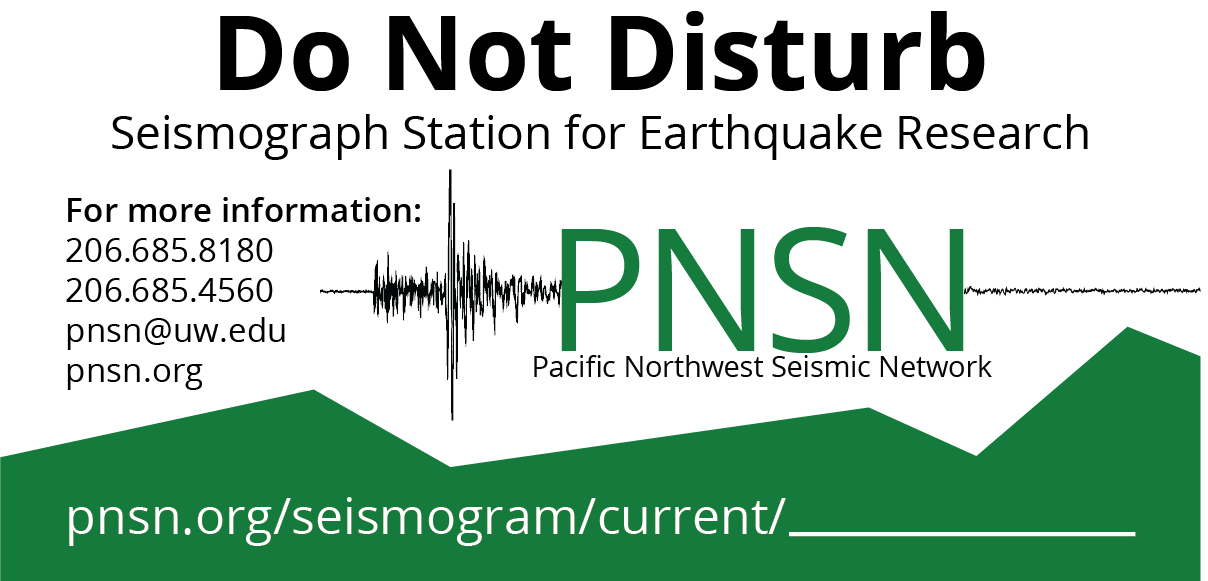 Do Not Disturb
Seismograph Station for Earthquake Research
For more information:
206.685.8180
206.685.4560
pnsn@uw.edu
pnsn.org
PNSN
Pacific Northwest Seismic Network
pnsn.org/seismogram/current/